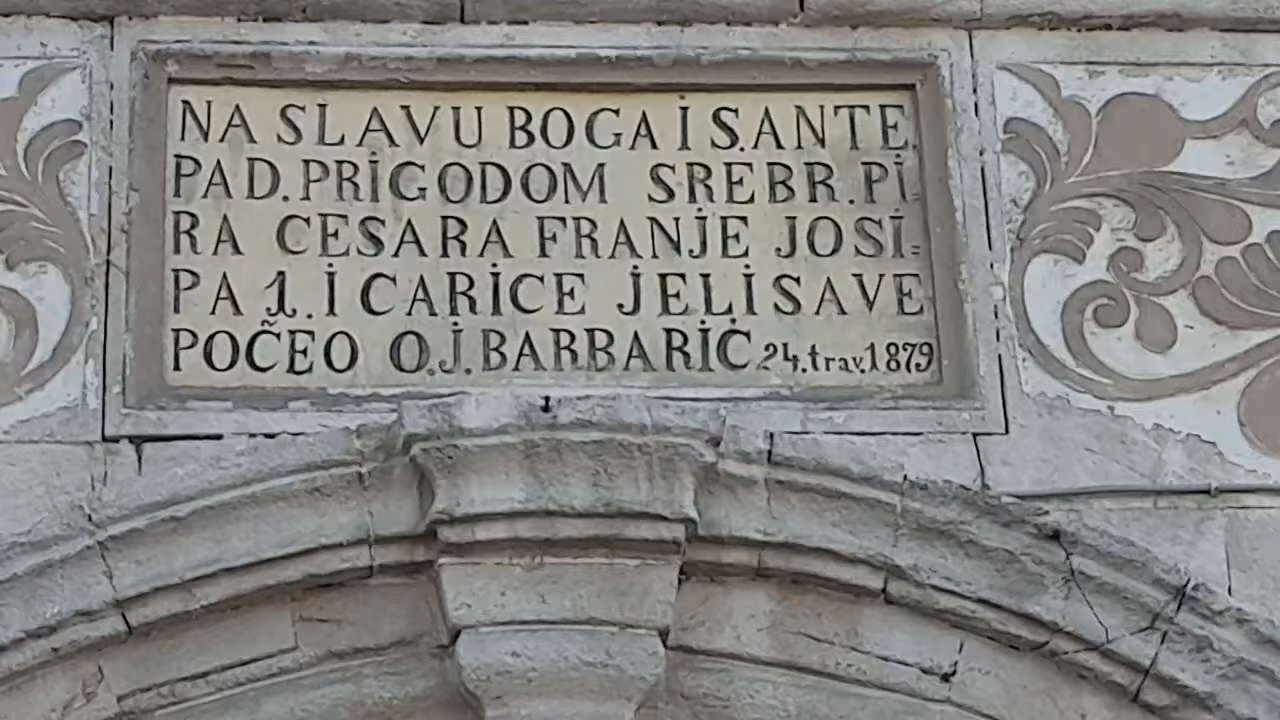 NA SLAVU BOGA I S.ANTE.
PAD. PRIGODOM SREBR. PI-
RA CESARA FRANJE JOSI-
PA 1. I CARICE JELISAVE
POČEO O.J. BARBARIĆ 24. trav. 1879